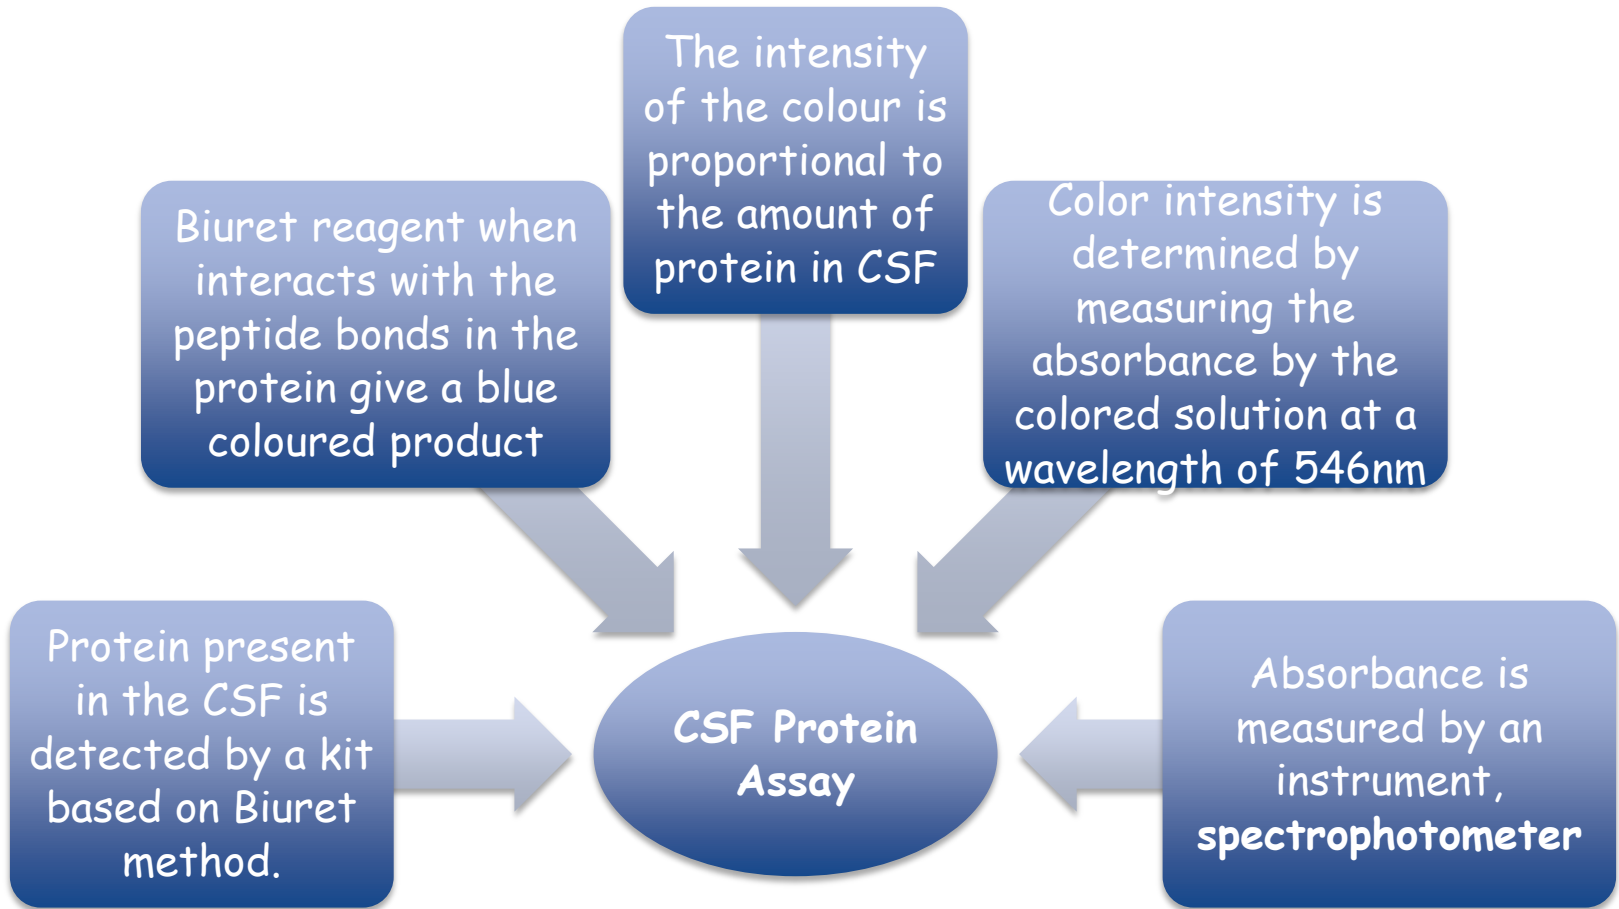 The intensity
of the colour is
proportional to
the amount of
protein in CSF
Biuret reagent when
interacts with the
peptide bonds in the
protein give a blue
coloured product
Color intensity is
determined by
measuring the
absorbance by the
colored solution at a
wavelength of 546nm
Protein present
in the CSF is
detected by a kit
based on Biuret
method.
CSF Protein
Assay
Absorbance is
measured by an
instrument,
spectrophotometer